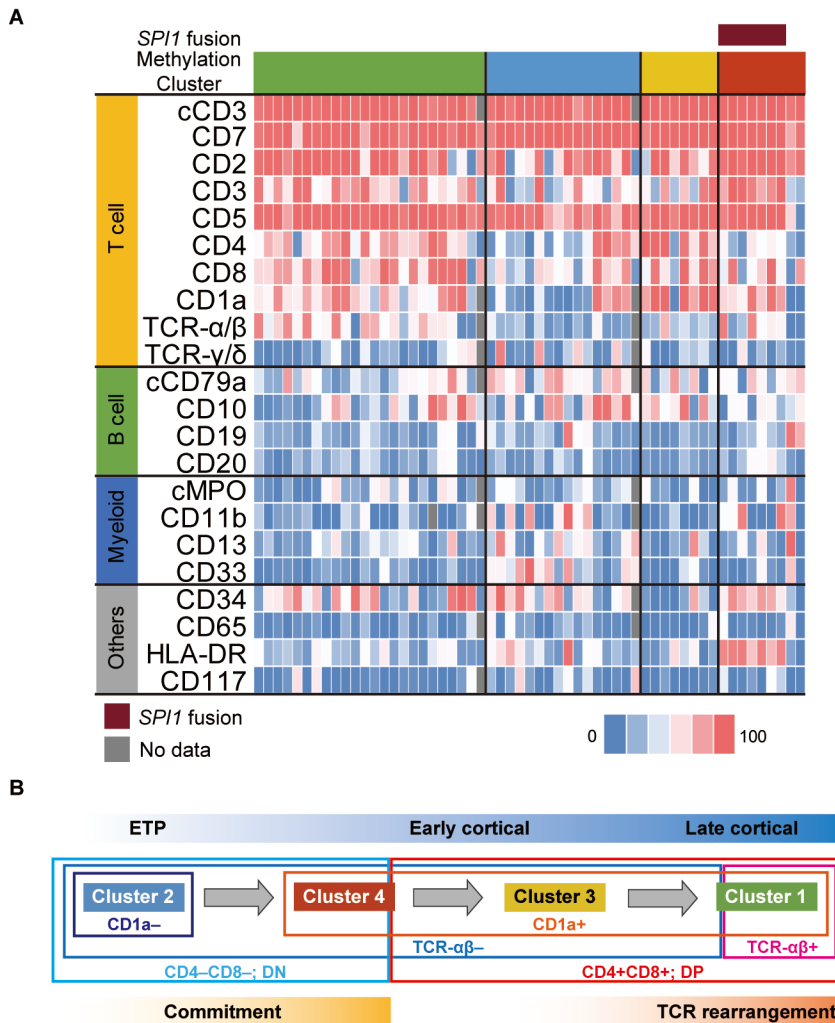 A
SPI1 fusion
Methylation
Cluster
T cell
cCD3
CD7
CD2
CD3
CD5
CD4
CD8
CD1a
TCR-α/β
TCR-γ/δ
B cell
cCD79a
CD10
CD19
CD20
Myeloid
cMPO
CD11b
CD13
CD33
Others
CD34
CD65
HLA-DR
CD117
SPI1 fusion
No data
0
100
B
ETP
Early cortical
Late cortical
Cluster 2
Cluster 4
Cluster 3
Cluster 1
CD1a–
CD1a+
TCR-αβ–
TCR-αβ+
CD4–CD8–; DN
CD4+CD8+; DP
Commitment
TCR rearrangement